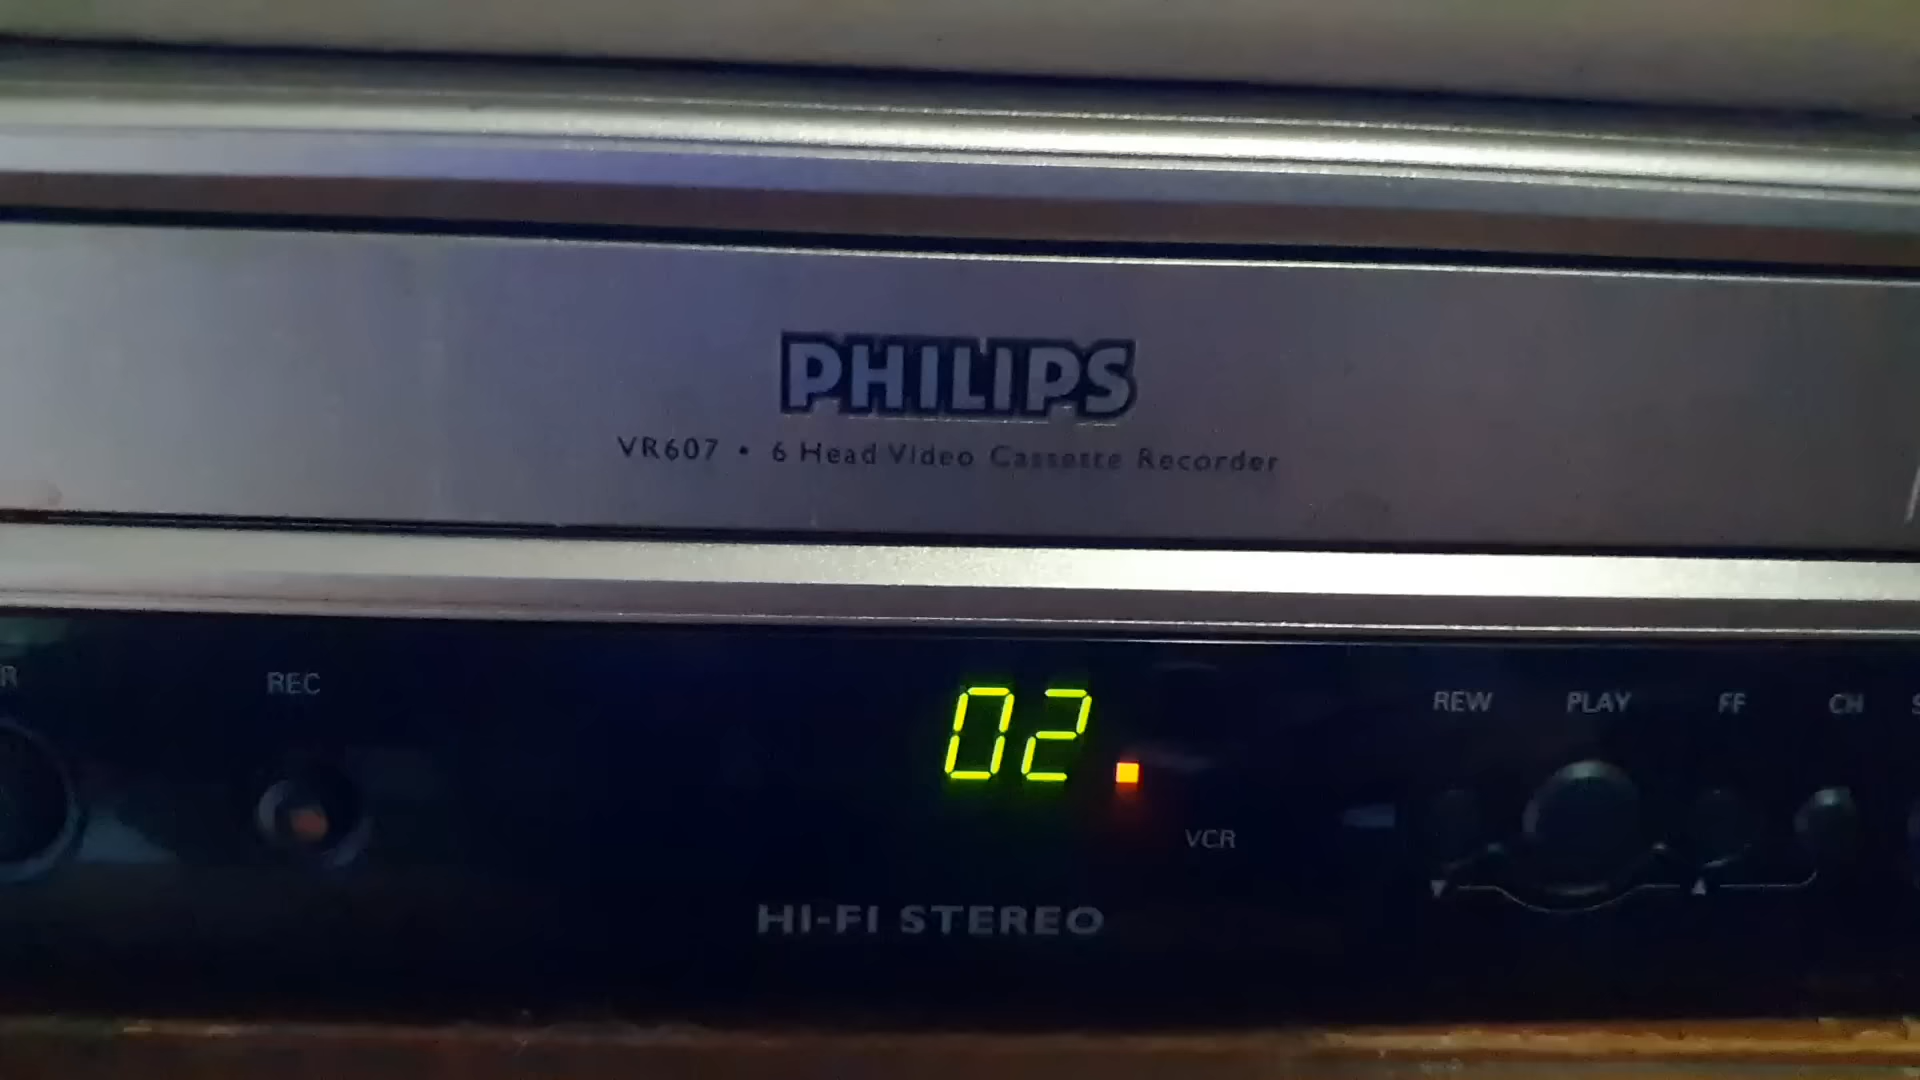 PHILIPS
VR607 • 6 Head Video Cassette Recorder
REC
02
REW PLAY FF CH
VCR
HI-FI STEREO